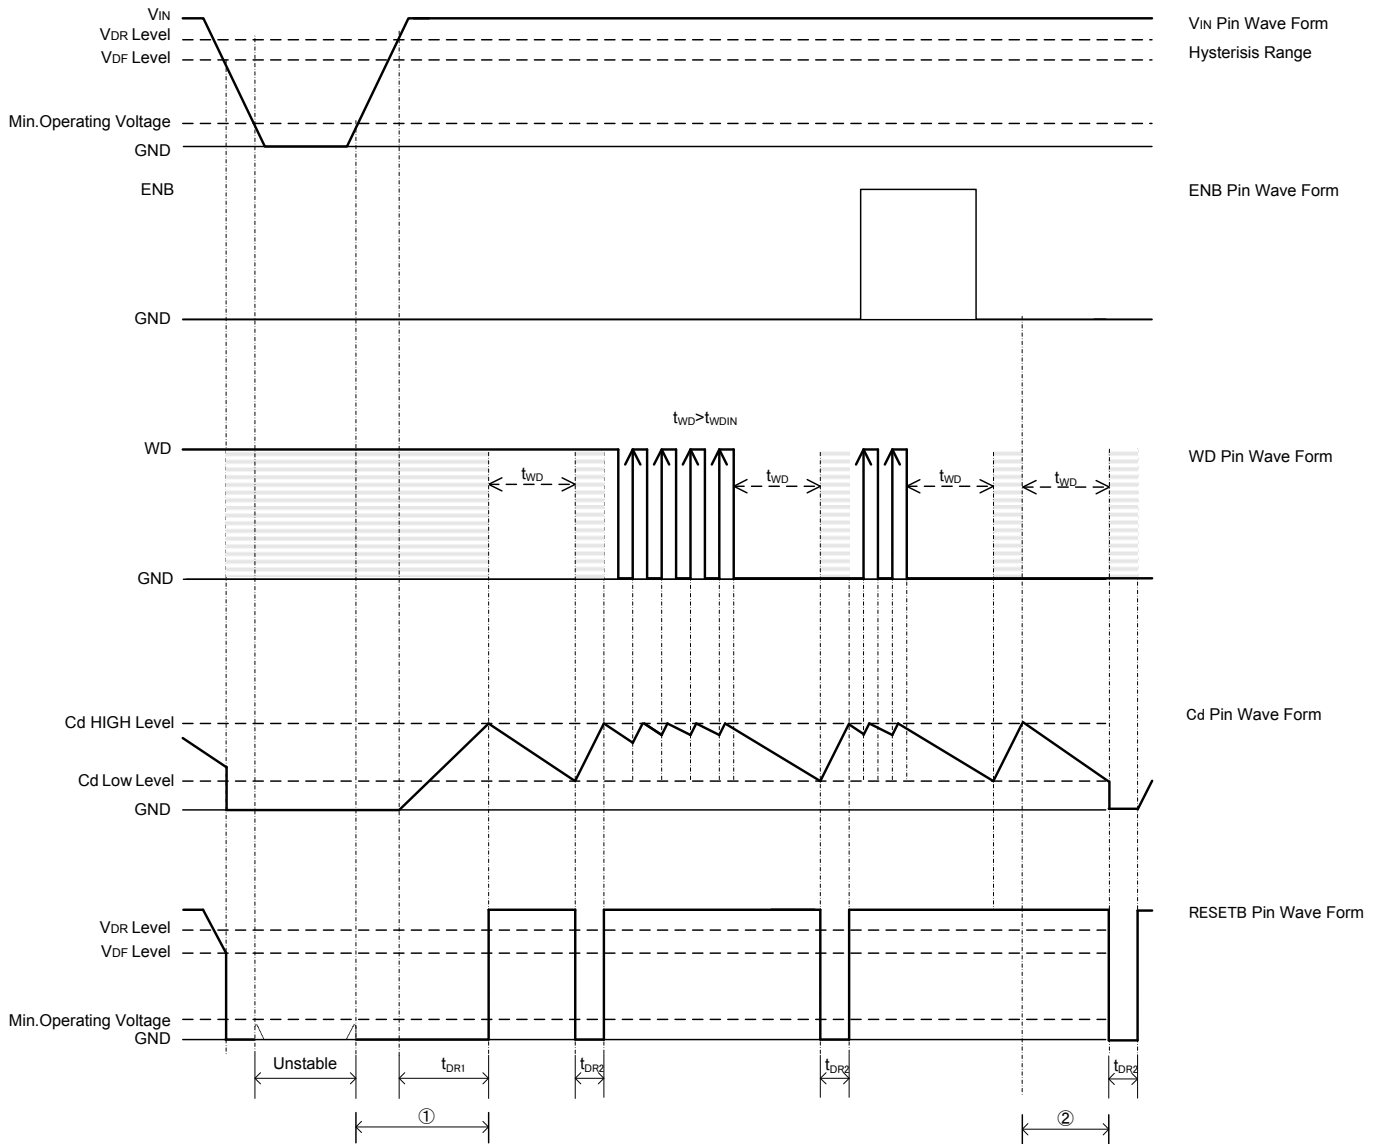 VIN
VIN Pin Wave Form
VDR Level
VDF Level
Hysterisis Range
Min.Operating Voltage
GND
ENB
ENB Pin Wave Form
GND
tWD>tWDIN
WD
WD Pin Wave Form
tWD
tWD
tWD
tWD
GND
Cd HIGH Level
Cd Pin Wave Form
Cd Low Level
GND
RESETB Pin Wave Form
VDR Level
VDF Level
Min.Operating Voltage
GND
Unstable
tDR1
tDR2
tDR2
tDR2
①
②